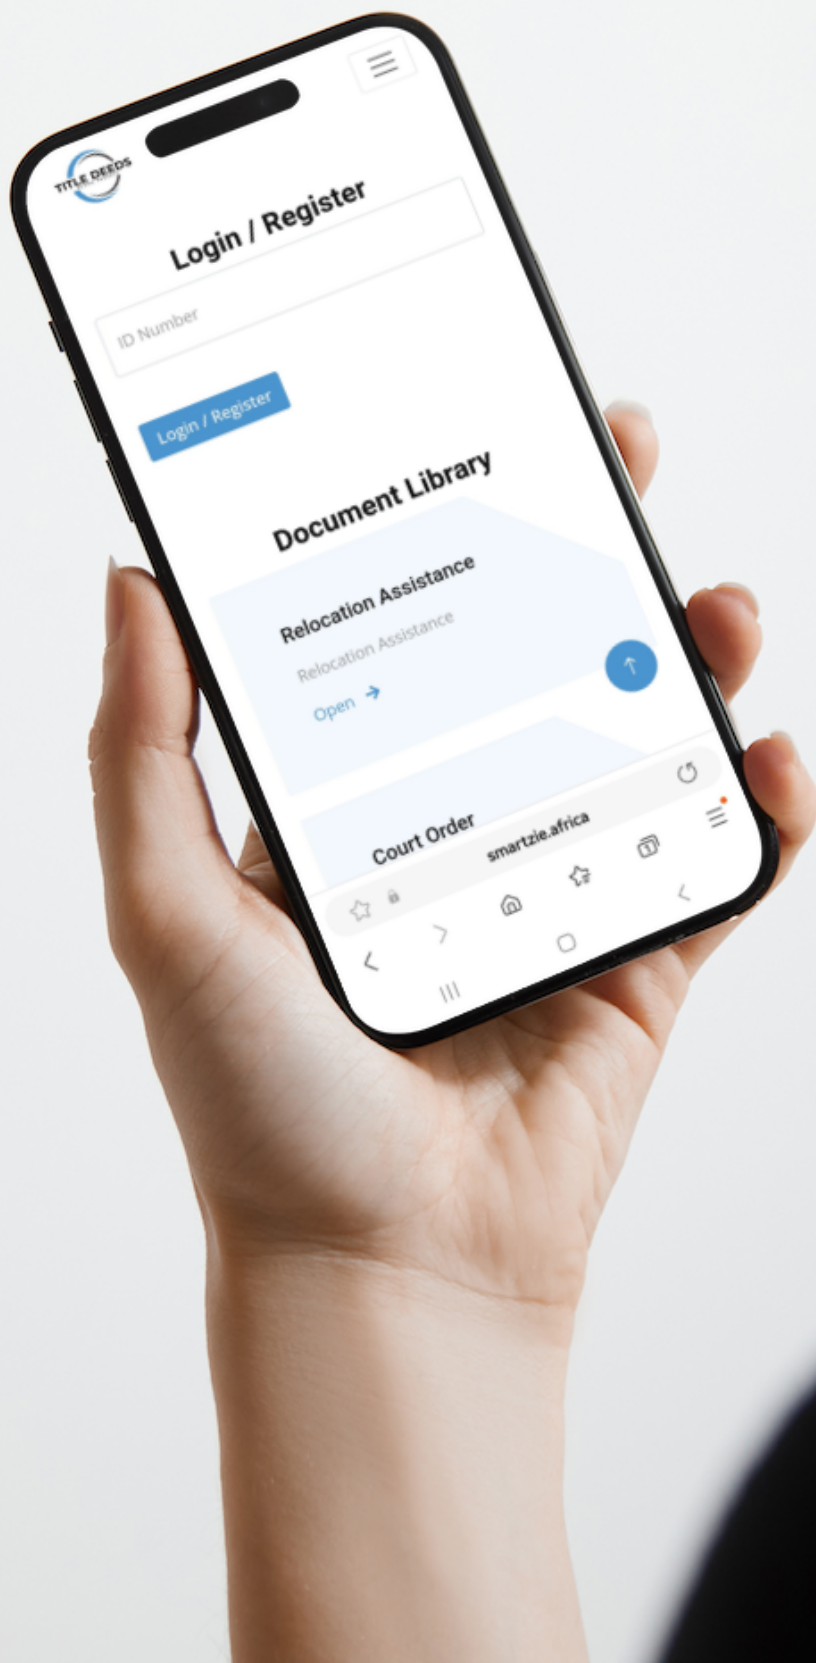 TITLE DEEDS
Login / Register
ID Number
Login / Register
Document Library
Relocation Assistance
Relocation Assistance
Open
Court Order
smartzie.africa
1